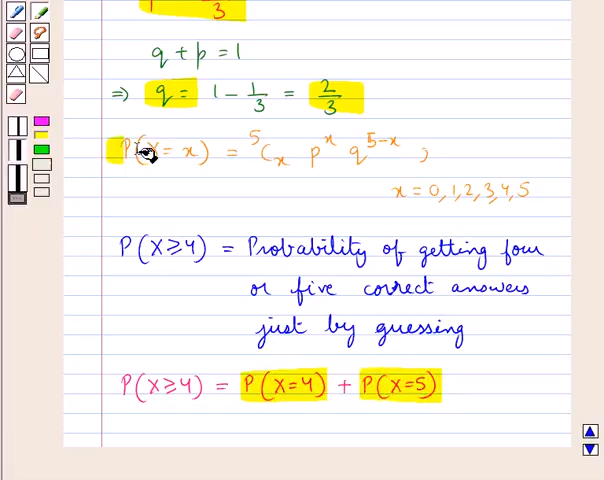 3
q + p = 1
⇒ q = 1 - 1/3 = 2/3
P(X = x) = ⁵Cₓ pˣ q⁵⁻ˣ ;
x = 0, 1, 2, 3, 4, 5
P(X≥4) = Probability of getting four
or five correct answers
just by guessing
P(X≥4) = P(X=4) + P(X=5)